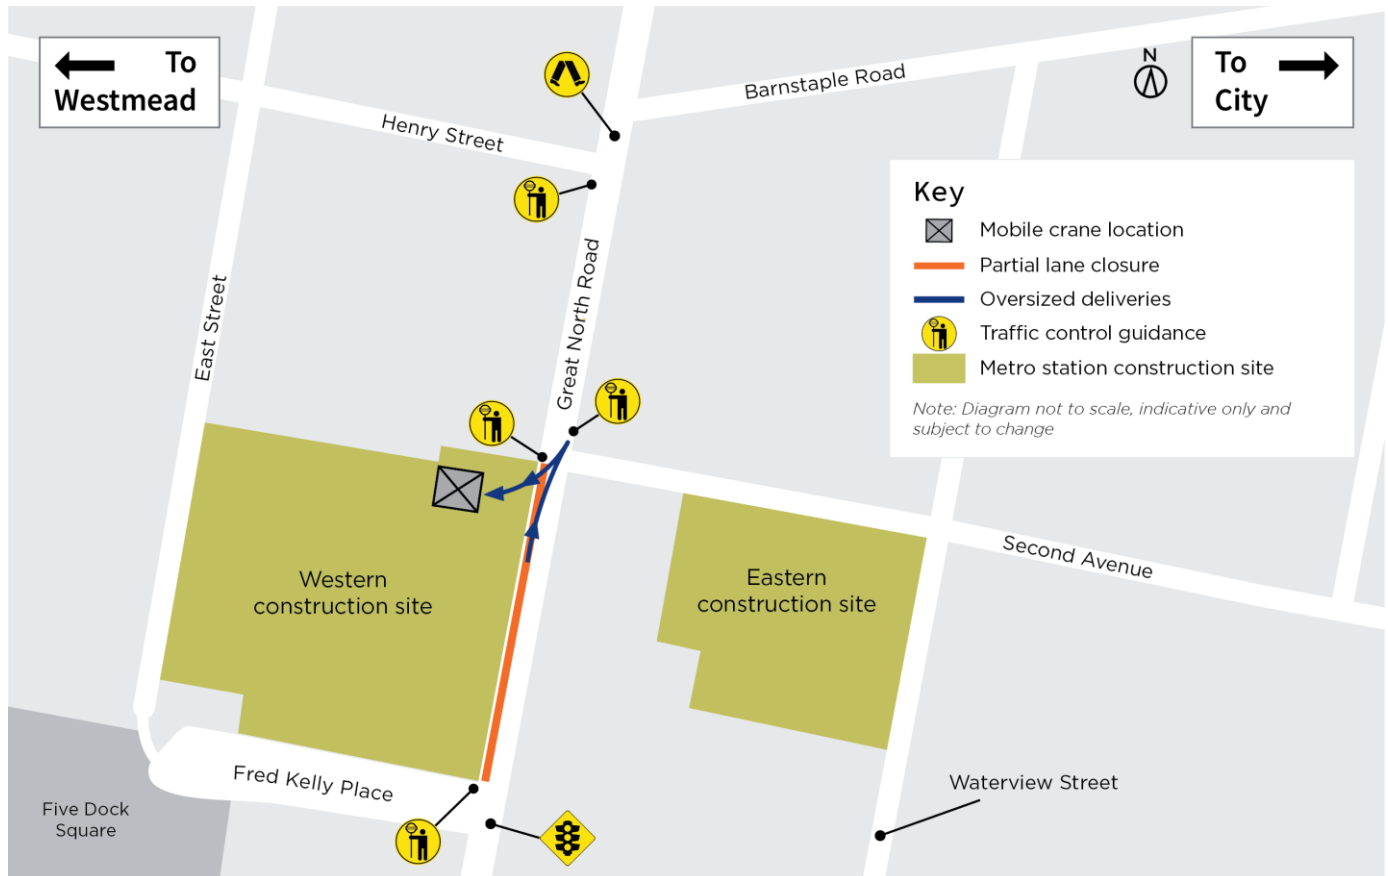 To
Westmead
N
To
City
Barnstaple Road
Henry Street
Key
Mobile crane location
Partial lane closure
Oversized deliveries
Traffic control guidance
Metro station construction site
Note: Diagram not to scale, indicative only and
subject to change
East Street
Great North Road
Western
construction site
Eastern
construction site
Second Avenue
Fred Kelly Place
Waterview Street
Five Dock
Square